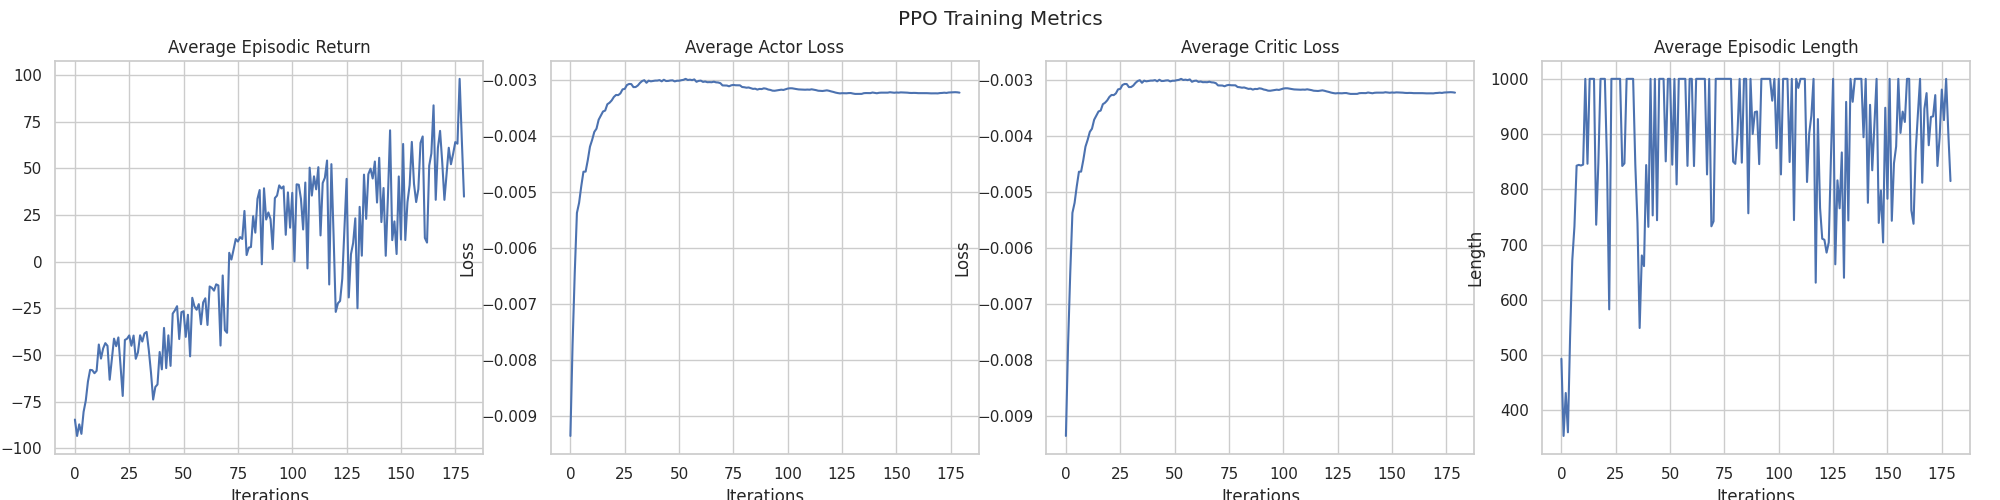 PPO Training Metrics
Average Episodic Return
100
75
50
25
0
−25
−50
−75
−100
0 25 50 75 100 125 150 175
Iterations
Average Actor Loss
Loss
−0.003
−0.004
−0.005
−0.006
−0.007
−0.008
−0.009
0 25 50 75 100 125 150 175
Iterations
Average Critic Loss
Loss
−0.003
−0.004
−0.005
−0.006
−0.007
−0.008
−0.009
0 25 50 75 100 125 150 175
Iterations
Average Episodic Length
Length
1000
900
800
700
600
500
400
0 25 50 75 100 125 150 175
Iterations